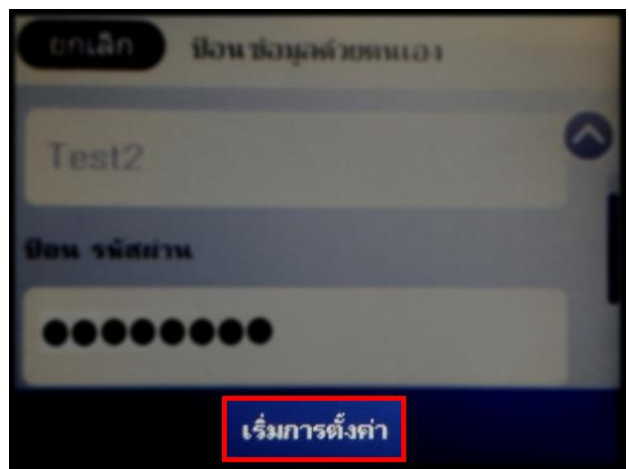 ยกเลิก ป้อนข้อมูลด้วยตนเอง
Test2
ป้อน รหัสผ่าน
●●●●●●●●
เริ่มการตั้งค่า